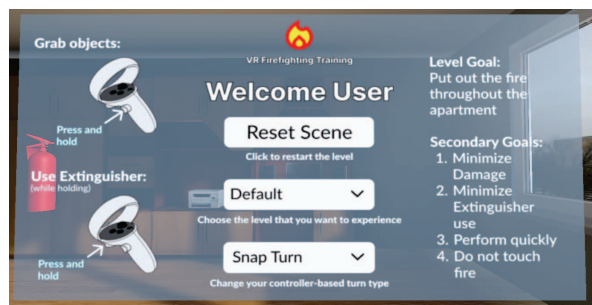 Grab objects:
Press and
hold
Use Extinguisher:
(while holding)
Press and
hold
VR Firefighting Training
Welcome User
Reset Scene
Click to restart the level
Default
Choose the level that you want to experience
Snap Turn
Change your controller-based turn type
Level Goal:
Put out the fire
throughout the
apartment
Secondary Goals:
1. Minimize
Damage
2. Minimize
Extinguisher
use
3. Perform quickly
4. Do not touch
fire